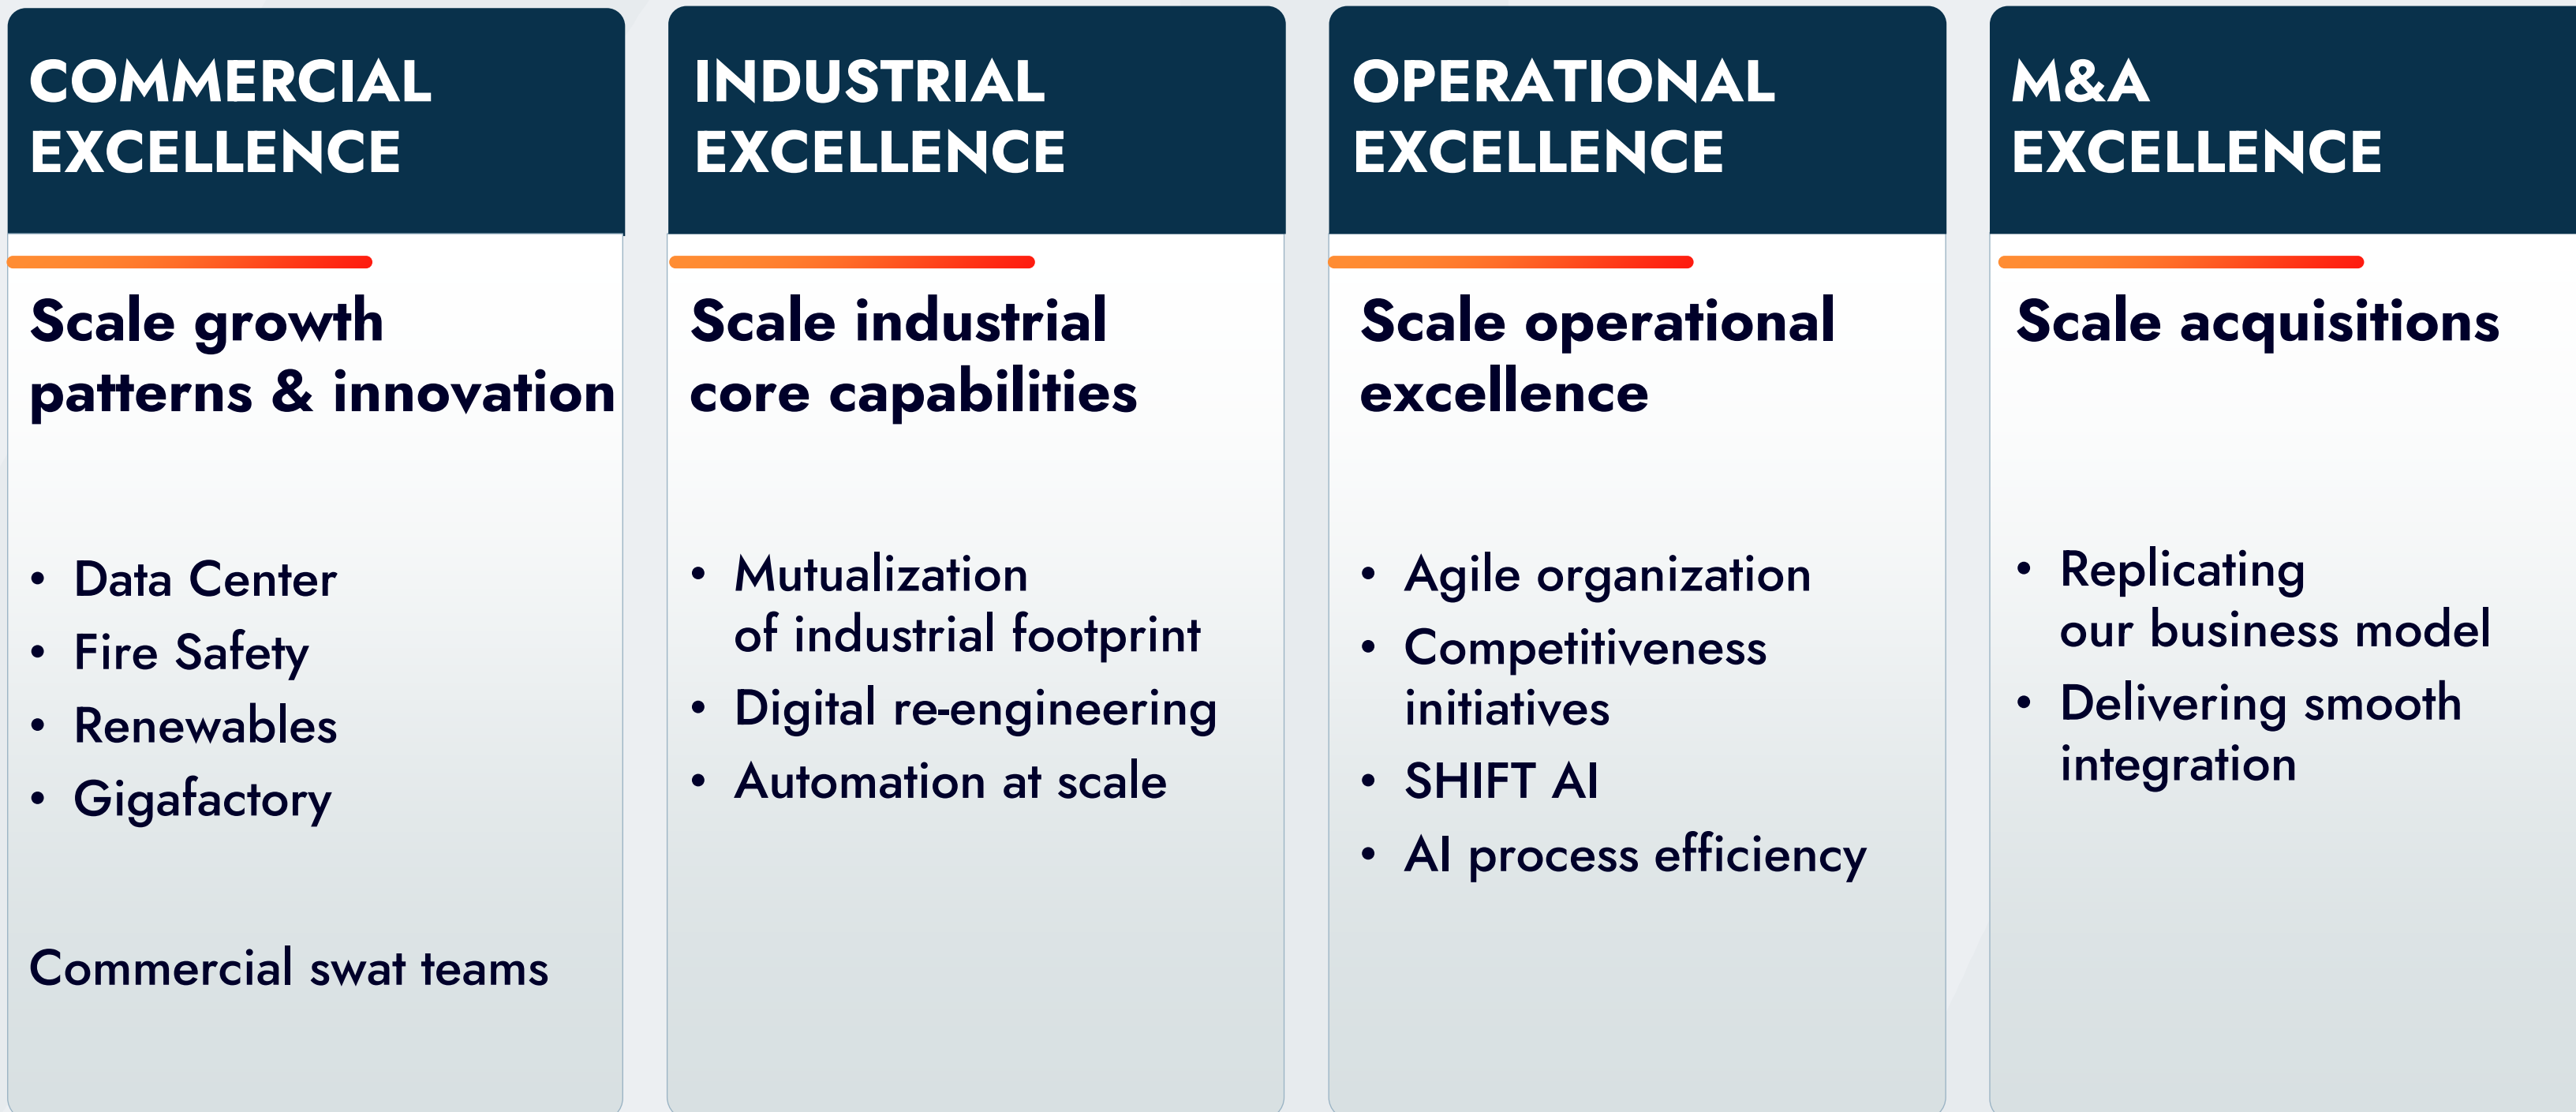 COMMERCIAL
EXCELLENCE
Scale growth
patterns & innovation
• Data Center
• Fire Safety
• Renewables
• Gigafactory
Commercial swat teams
INDUSTRIAL
EXCELLENCE
Scale industrial
core capabilities
• Mutualization
of industrial footprint
• Digital re-engineering
• Automation at scale
OPERATIONAL
EXCELLENCE
Scale operational
excellence
• Agile organization
• Competitiveness
initiatives
• SHIFT AI
• AI process efficiency
M&A
EXCELLENCE
Scale acquisitions
• Replicating
our business model
• Delivering smooth
integration